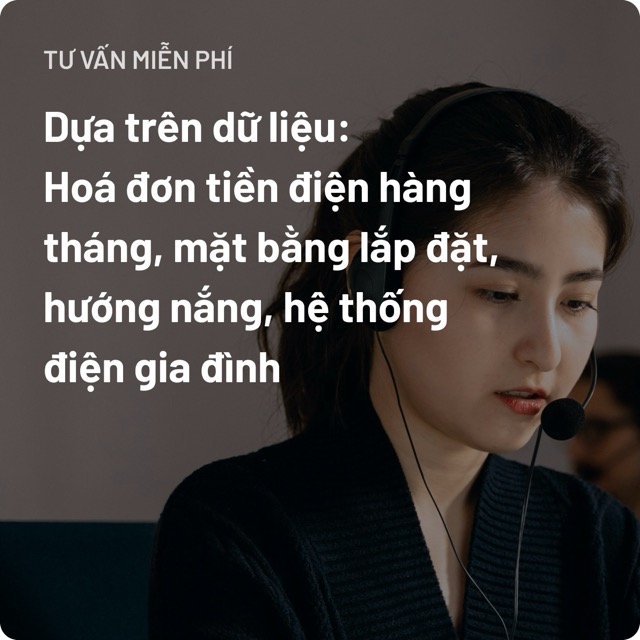 TƯ VẤN MIỄN PHÍ
Dựa trên dữ liệu:
Hoá đơn tiền điện hàng
tháng, mặt bằng lắp đặt,
hướng nắng, hệ thống
điện gia đình